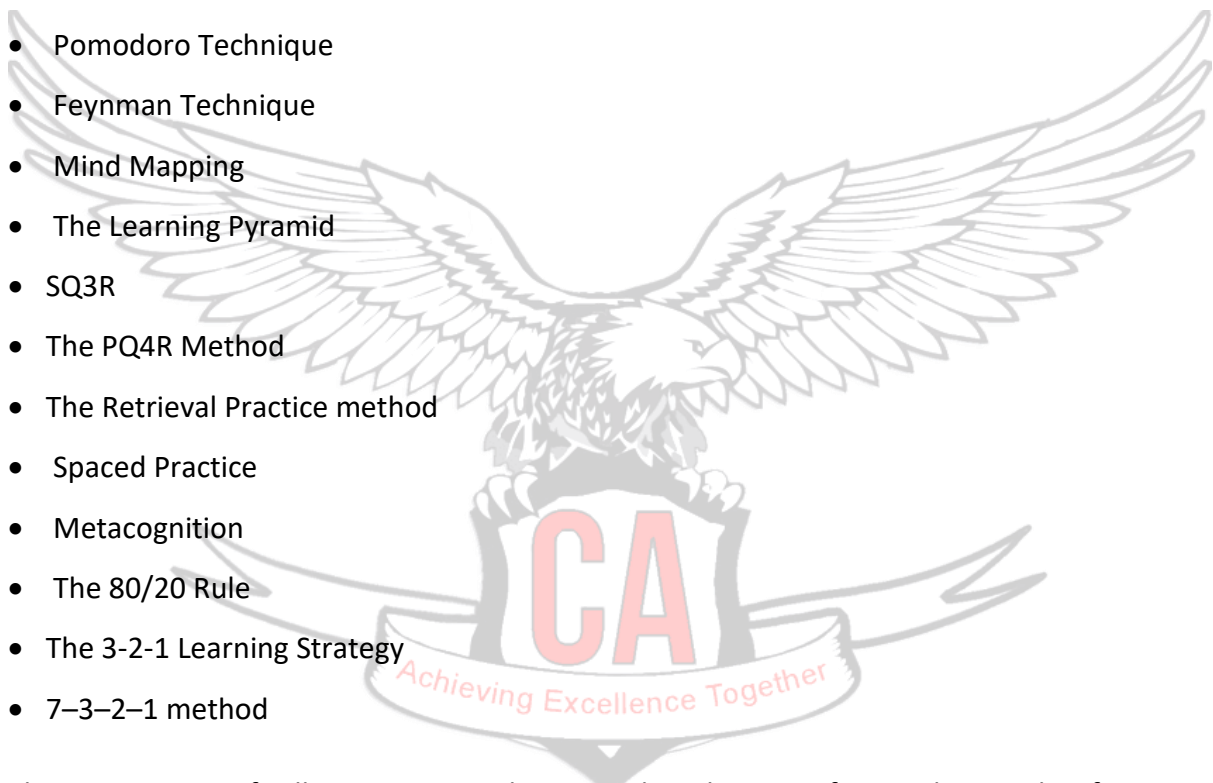 • Pomodoro Technique
• Feynman Technique
• Mind Mapping
• The Learning Pyramid
• SQ3R
• The PQ4R Method
• The Retrieval Practice method
• Spaced Practice
• Metacognition
• The 80/20 Rule
• The 3-2-1 Learning Strategy
• 7–3–2–1 method
CA
Achieving Excellence Together